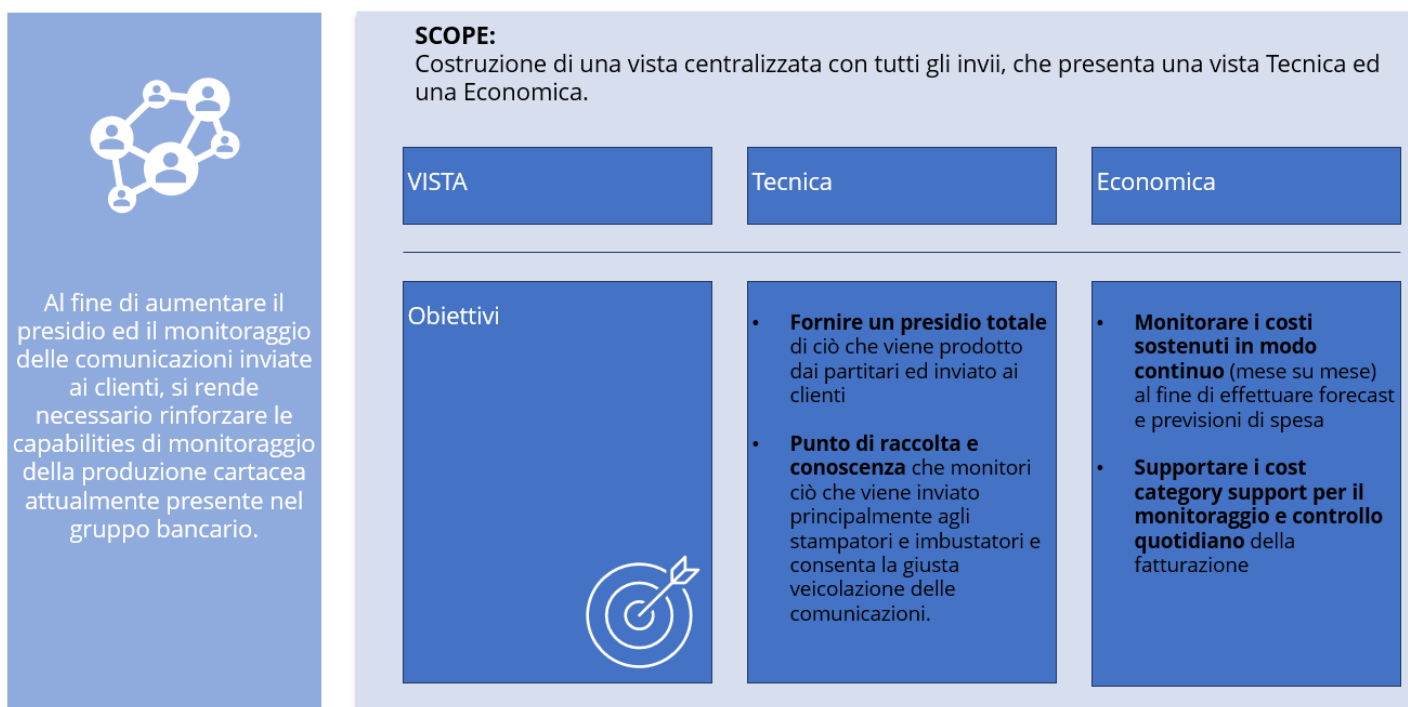 Al fine di aumentare il
presidio ed il monitoraggio
delle comunicazioni inviate
ai clienti, si rende
necessario rinforzare le
capabilities di monitoraggio
della produzione cartacea
attualmente presente nel
gruppo bancario.
SCOPE:
Costruzione di una vista centralizzata con tutti gli invii, che presenta una vista Tecnica ed
una Economica.
VISTA
Tecnica
Economica
Obiettivi
• Fornire un presidio totale
di ciò che viene prodotto
dai partitari ed inviato ai
clienti
• Punto di raccolta e
conoscenza che monitori
ciò che viene inviato
principalmente agli
stampatori e imbustatori e
consenta la giusta
veicolazione delle
comunicazioni.
• Monitorare i costi
sostenuti in modo
continuo (mese su mese)
al fine di effettuare forecast
e previsioni di spesa
• Supportare i cost
category support per il
monitoraggio e controllo
quotidiano della
fatturazione